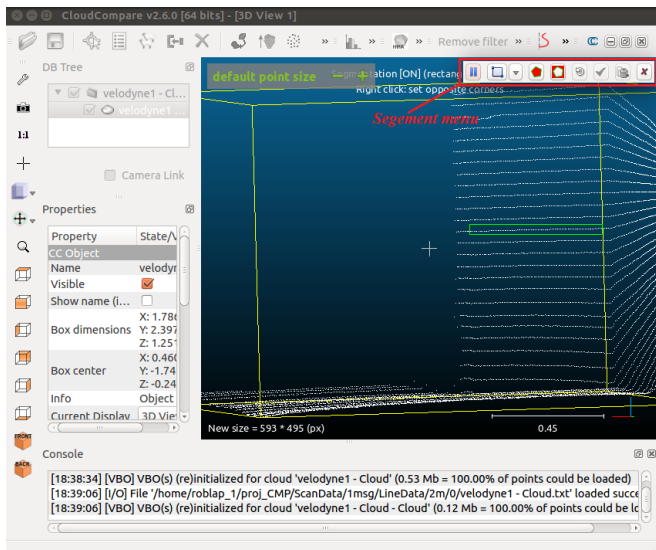 CloudCompare v2.6.0 [64 bits] - [3D View 1]
» » » Remove filter » »
DB Tree
velodyne1 - Cl...
velodyne1 ...
Camera Link
1:1
Properties
Property State/V
CC Object
Name velodyn
Visible
Show name (i...
Box dimensions X: 1.786
Y: 2.397
Z: 1.251
Box center X: 0.460
Y: -1.74
Z: -0.24
Info Object
Current Display 3D View
FRONT
BACK
default point size
[ON] (rectang
Right click: set opposite corners
Segement menu
New size = 593 * 495 (px)
0.45
Console
[18:38:34] [VBO] VBO(s) (re)initialized for cloud 'velodyne1 - Cloud' (0.53 Mb = 100.00% of points could be loaded)
[18:39:06] [I/O] File '/home/roblap_1/proj_CMP/ScanData/1msg/LineData/2m/0/velodyne1 - Cloud.txt' loaded succe
[18:39:06] [VBO] VBO(s) (re)initialized for cloud 'velodyne1 - Cloud - Cloud' (0.12 Mb = 100.00% of points could be lo